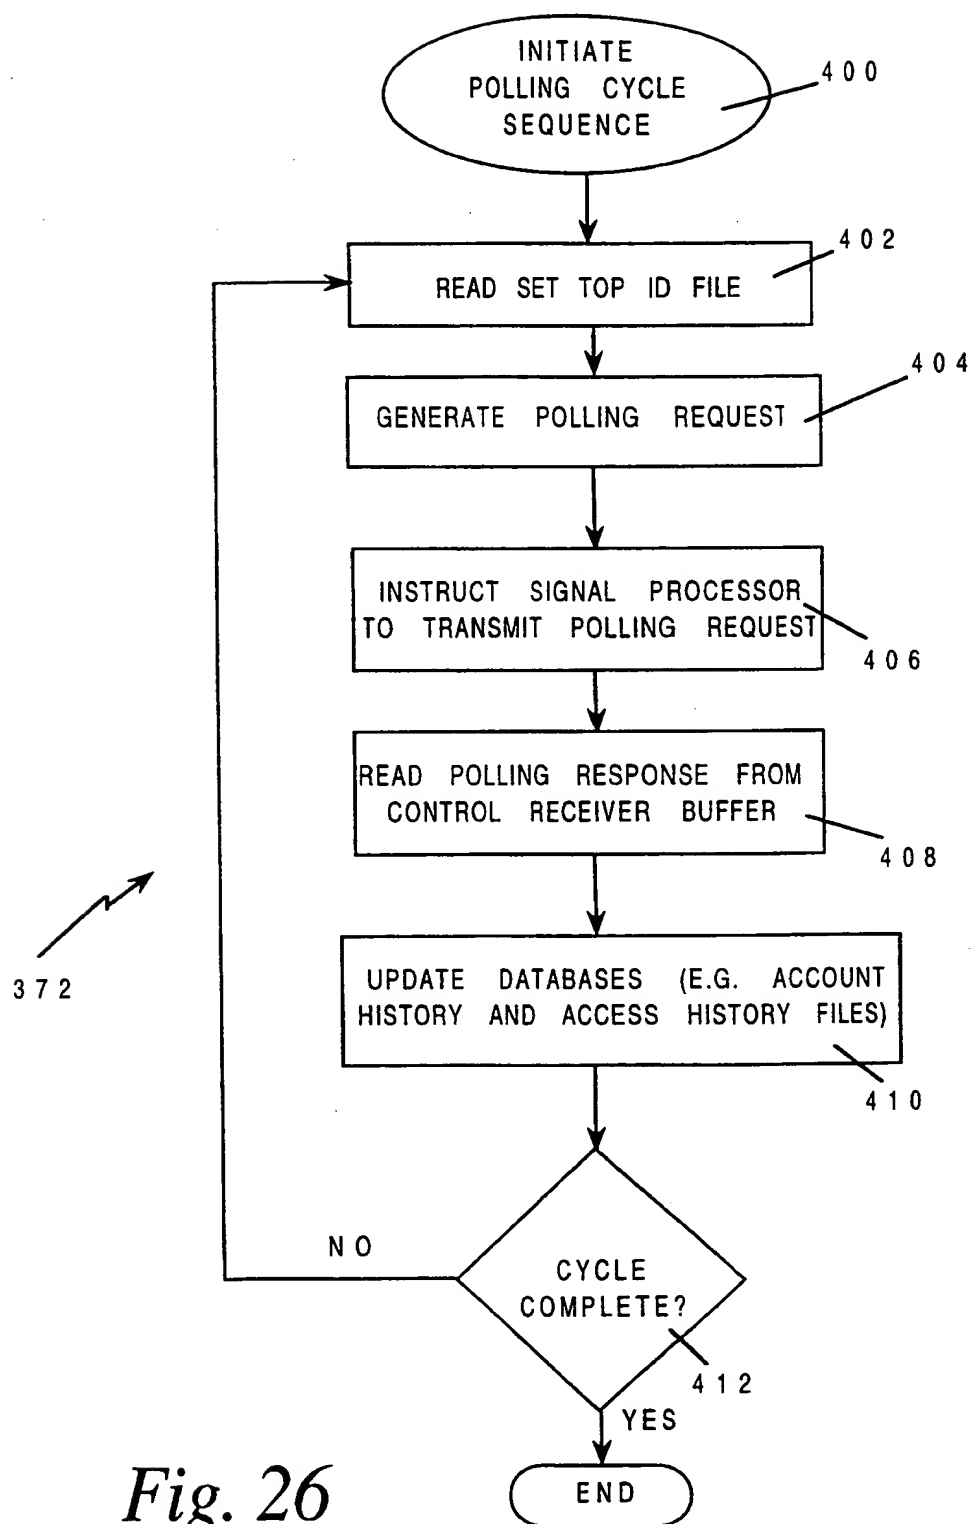 INITIATE
POLLING CYCLE
SEQUENCE
400
402
READ SET TOP ID FILE
404
GENERATE POLLING REQUEST
INSTRUCT SIGNAL PROCESSOR
TO TRANSMIT POLLING REQUEST
406
READ POLLING RESPONSE FROM
CONTROL RECEIVER BUFFER
408
372
UPDATE DATABASES (E.G. ACCOUNT
HISTORY AND ACCESS HISTORY FILES)
410
NO
CYCLE
COMPLETE?
412
YES
END
Fig. 26